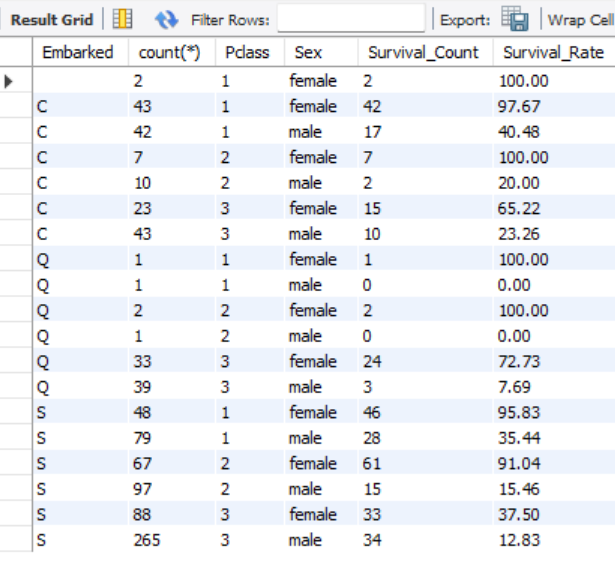 Result Grid Filter Rows: Export: Wrap Cell
Embarked count(*) Pclass Sex Survival_Count Survival_Rate
2 1 female 2 100.00
C 43 1 female 42 97.67
C 42 1 male 17 40.48
C 7 2 female 7 100.00
C 10 2 male 2 20.00
C 23 3 female 15 65.22
C 43 3 male 10 23.26
Q 1 1 female 1 100.00
Q 1 1 male 0 0.00
Q 2 2 female 2 100.00
Q 1 2 male 0 0.00
Q 33 3 female 24 72.73
Q 39 3 male 3 7.69
S 48 1 female 46 95.83
S 79 1 male 28 35.44
S 67 2 female 61 91.04
S 97 2 male 15 15.46
S 88 3 female 33 37.50
S 265 3 male 34 12.83